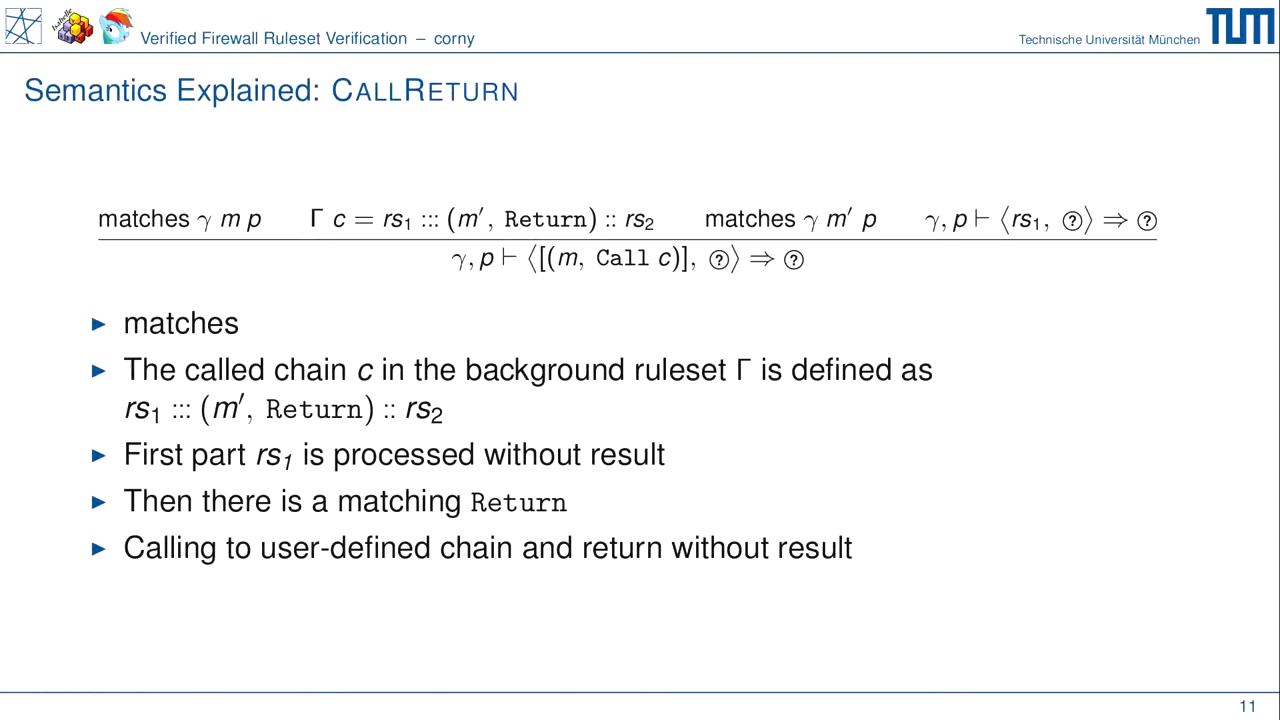 Isabelle
Verified Firewall Ruleset Verification – corny
Technische Universität München
TUM
Semantics Explained: CALLRETURN
matches γ m p    Γ c = rs₁ ::: (m′, Return) :: rs₂    matches γ m′ p    γ, p ⊢ ⟨rs₁, ?⟩ ⇒ ?
γ, p ⊢ ⟨[(m, Call c)], ?⟩ ⇒ ?
▶ matches
▶ The called chain c in the background ruleset Γ is defined as
rs₁ ::: (m′, Return) :: rs₂
▶ First part rs₁ is processed without result
▶ Then there is a matching Return
▶ Calling to user-defined chain and return without result
11